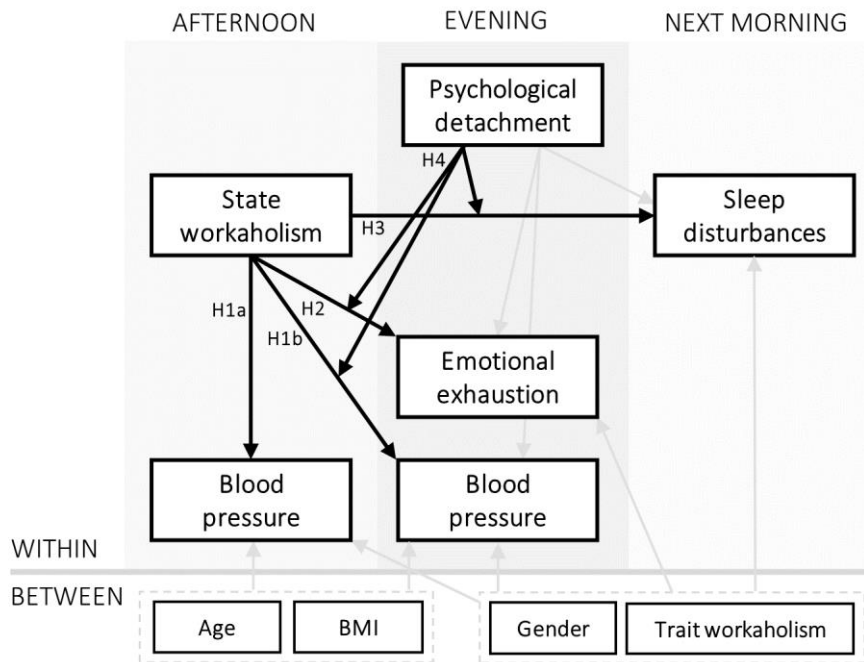 AFTERNOON
EVENING
NEXT MORNING
Psychological
detachment
H4
State
workaholism
H3
Sleep
disturbances
H1a
H2
H1b
Emotional
exhaustion
Blood
pressure
Blood
pressure
WITHIN
BETWEEN
Age
BMI
Gender
Trait workaholism